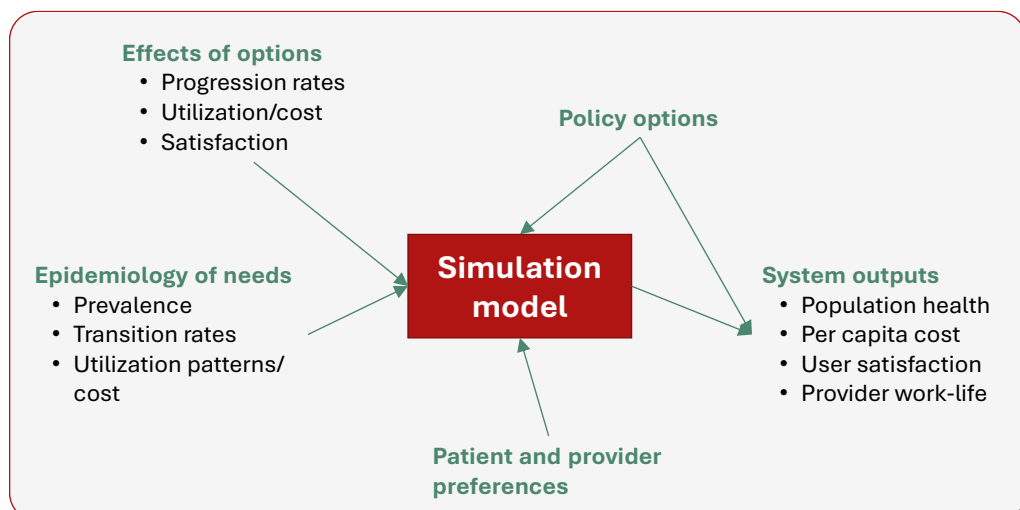 Effects of options
• Progression rates
• Utilization/cost
• Satisfaction
Policy options
Simulation
model
Epidemiology of needs
• Prevalence
• Transition rates
• Utilization patterns/
cost
System outputs
• Population health
• Per capita cost
• User satisfaction
• Provider work-life
Patient and provider
preferences